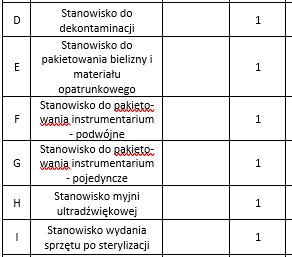 D Stanowisko do dekontaminacji 1
E Stanowisko do pakietowania bielizny i materiału opatrunkowego 1
F Stanowisko do pakieto-wania instrumentarium - podwójne 1
G Stanowisko do pakieto-wania instrumentarium - pojedyncze 1
H Stanowisko myjni ultradźwiękowej 1
I Stanowisko wydania sprzętu po sterylizacji 1